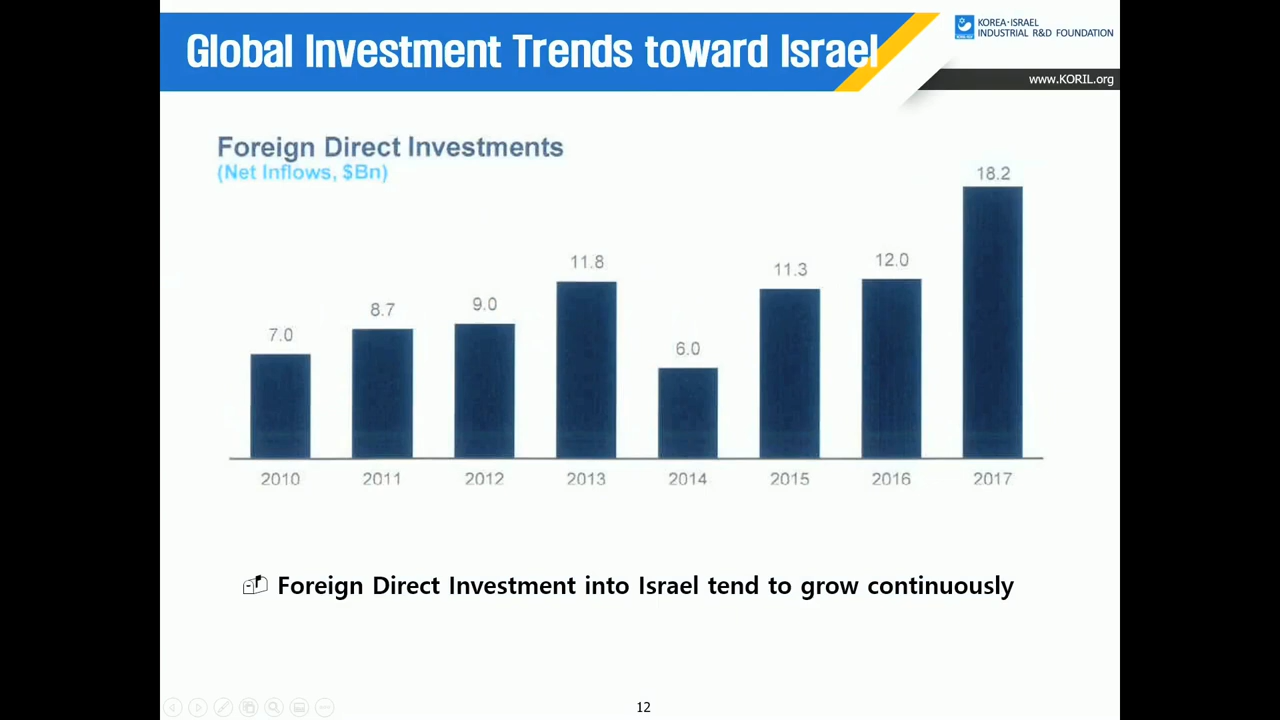 Global Investment Trends toward Israel
KOREA·ISRAEL
INDUSTRIAL R&D FOUNDATION
www.KORIL.org
Foreign Direct Investments
(Net Inflows, $Bn)
7.0
8.7
9.0
11.8
6.0
11.3
12.0
18.2
2010 2011 2012 2013 2014 2015 2016 2017
Foreign Direct Investment into Israel tend to grow continuously
12